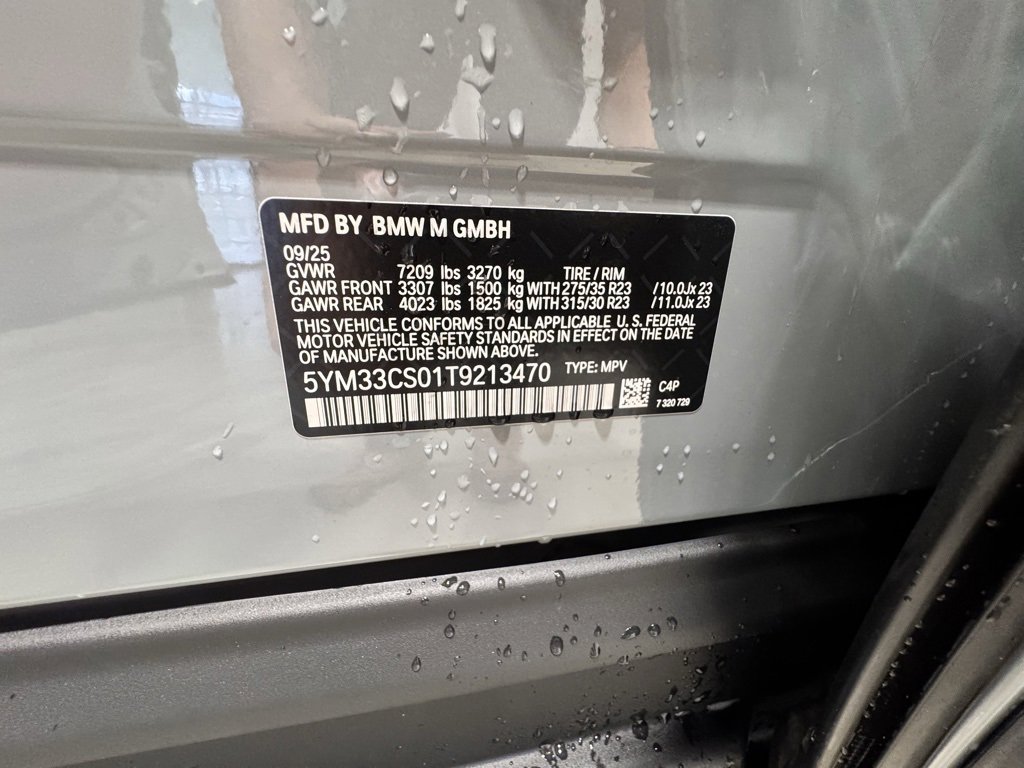 MFD BY BMW M GMBH
09/25
GVWR 7209 lbs 3270 kg TIRE / RIM
GAWR FRONT 3307 lbs 1500 kg WITH 275/35 R23 / 10.0Jx 23
GAWR REAR 4023 lbs 1825 kg WITH 315/30 R23 / 11.0Jx 23
THIS VEHICLE CONFORMS TO ALL APPLICABLE U. S. FEDERAL
MOTOR VEHICLE SAFETY STANDARDS IN EFFECT ON THE DATE
OF MANUFACTURE SHOWN ABOVE.
5YM33CS01T9213470 TYPE: MPV
C4P
7 320 729